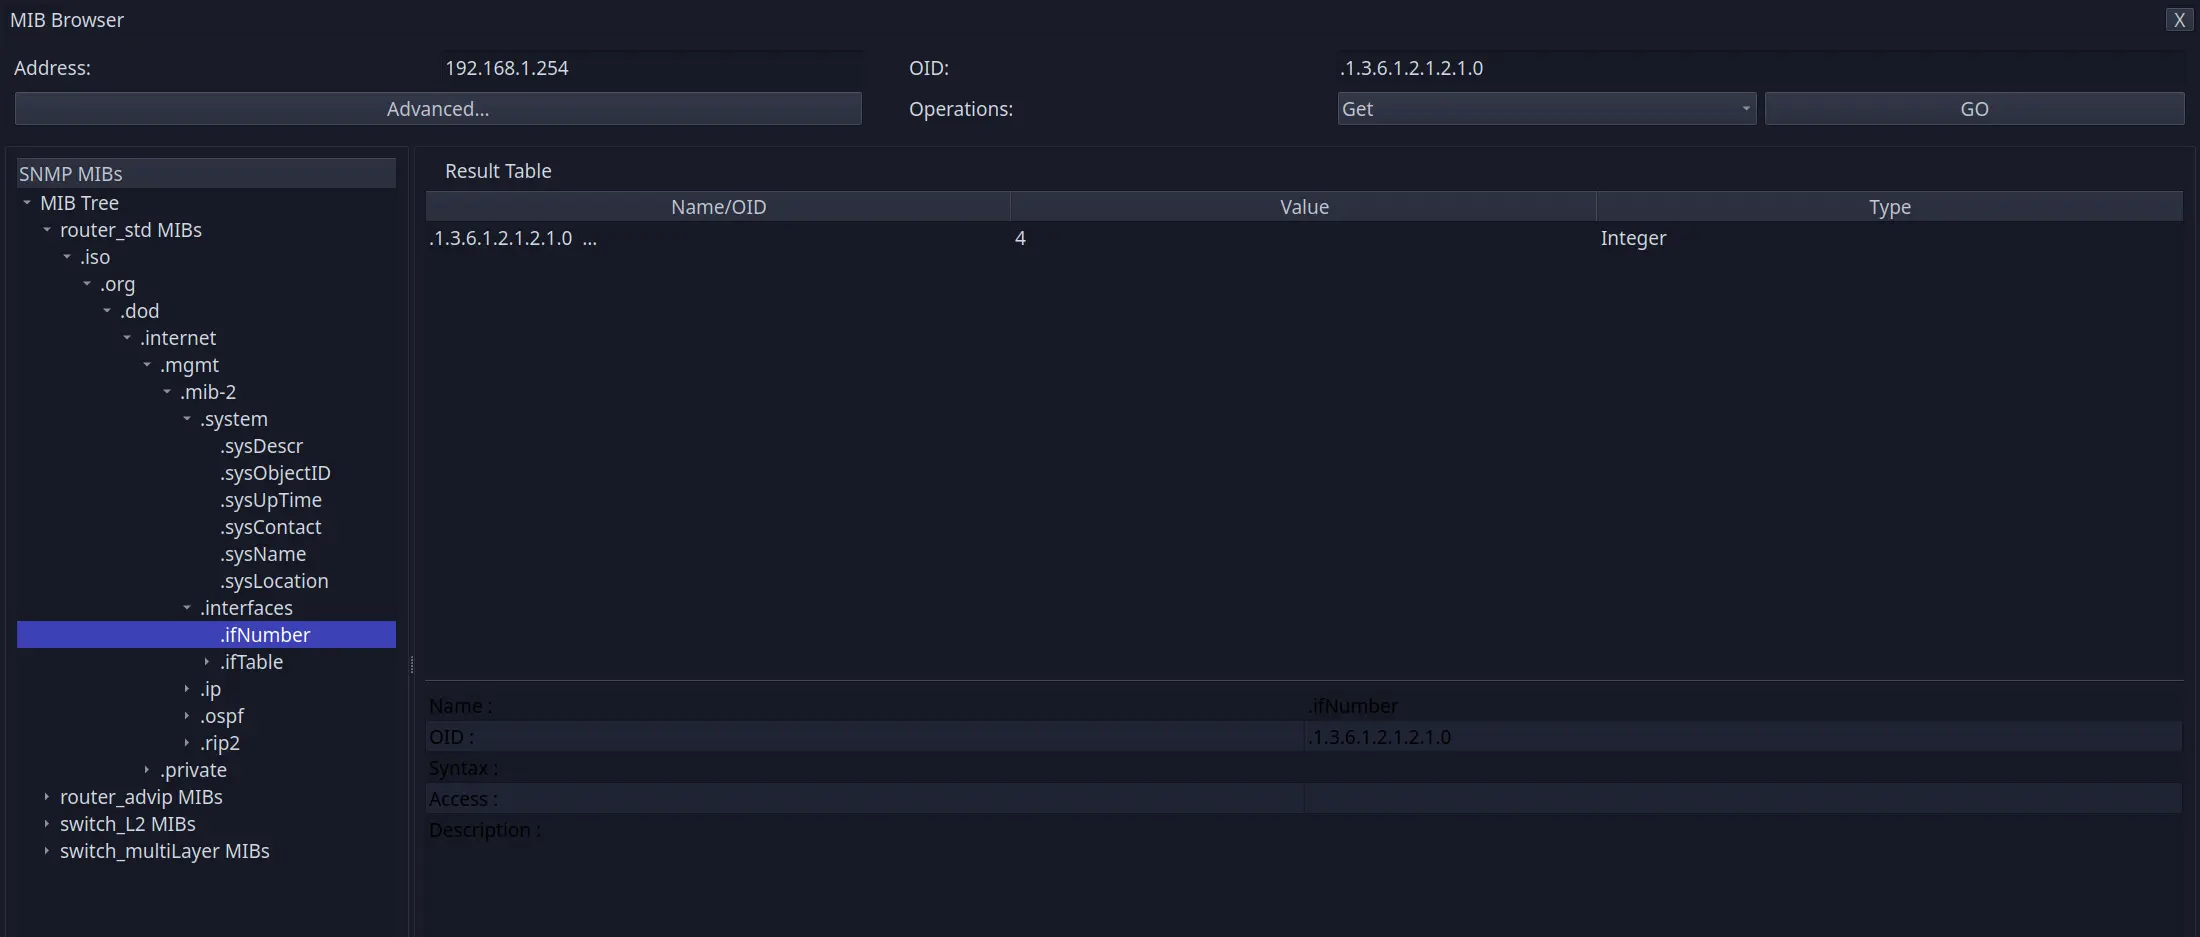 MIB Browser
X
Address: 192.168.1.254 OID: .1.3.6.1.2.1.2.1.0
Advanced... Operations: Get GO
SNMP MIBs
MIB Tree
router_std MIBs
.iso
.org
.dod
.internet
.mgmt
.mib-2
.system
.sysDescr
.sysObjectID
.sysUpTime
.sysContact
.sysName
.sysLocation
.interfaces
.ifNumber
.ifTable
.ip
.ospf
.rip2
.private
router_advip MIBs
switch_L2 MIBs
switch_multiLayer MIBs
Result Table
Name/OID Value Type
.1.3.6.1.2.1.2.1.0 ... 4 Integer
Name : .ifNumber
OID : .1.3.6.1.2.1.2.1.0
Syntax :
Access :
Description :